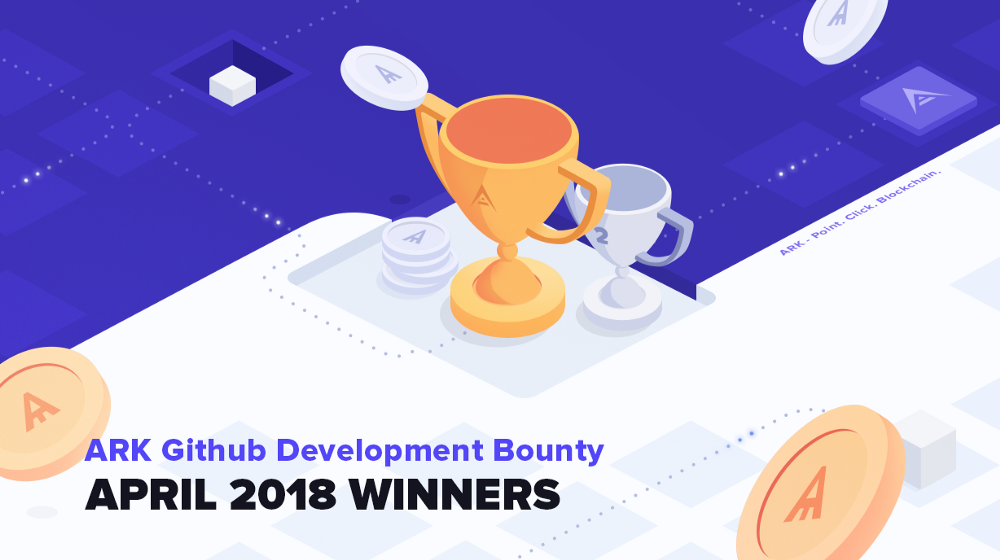 ARK - Point. Click. Blockchain.
2
ARK Github Development Bounty
APRIL 2018 WINNERS